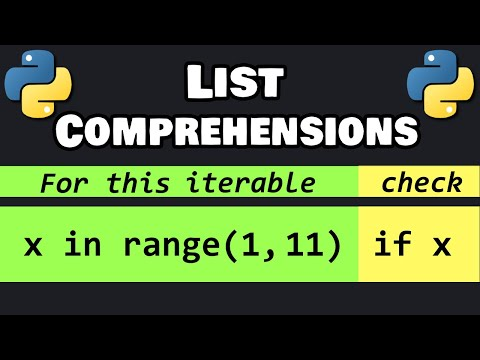 LIST
COMPREHENSIONS
For this iterable check
x in range(1,11) if x